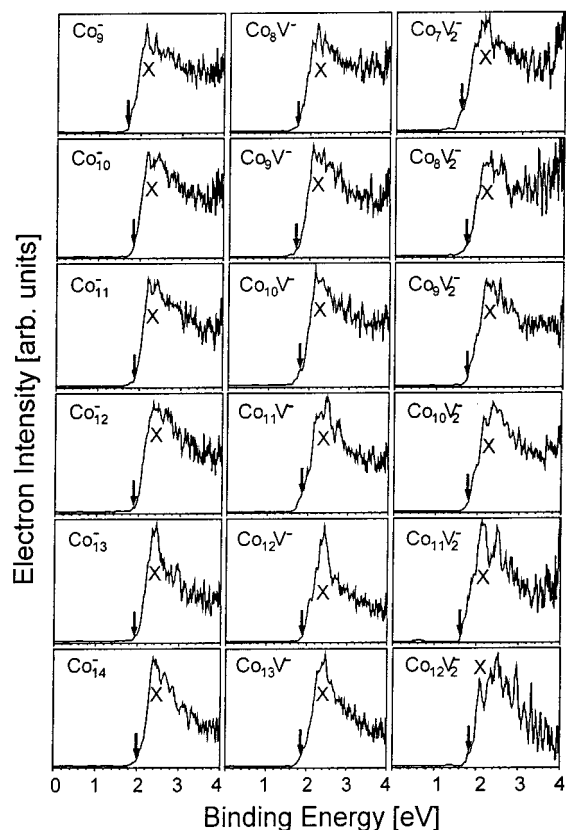 Electron Intensity [arb. units]
Co₉⁻ Co₈V⁻ Co₇V₂⁻
X X X
Co₁₀⁻ Co₉V⁻ Co₈V₂⁻
X X X
Co₁₁⁻ Co₁₀V⁻ Co₉V₂⁻
X X X
Co₁₂⁻ Co₁₁V⁻ Co₁₀V₂⁻
X X X
Co₁₃⁻ Co₁₂V⁻ Co₁₁V₂⁻
X X X
Co₁₄⁻ Co₁₃V⁻ Co₁₂V₂⁻ X
X X
0 1 2 3 4 1 2 3 4 0 1 2 3 4
Binding Energy [eV]